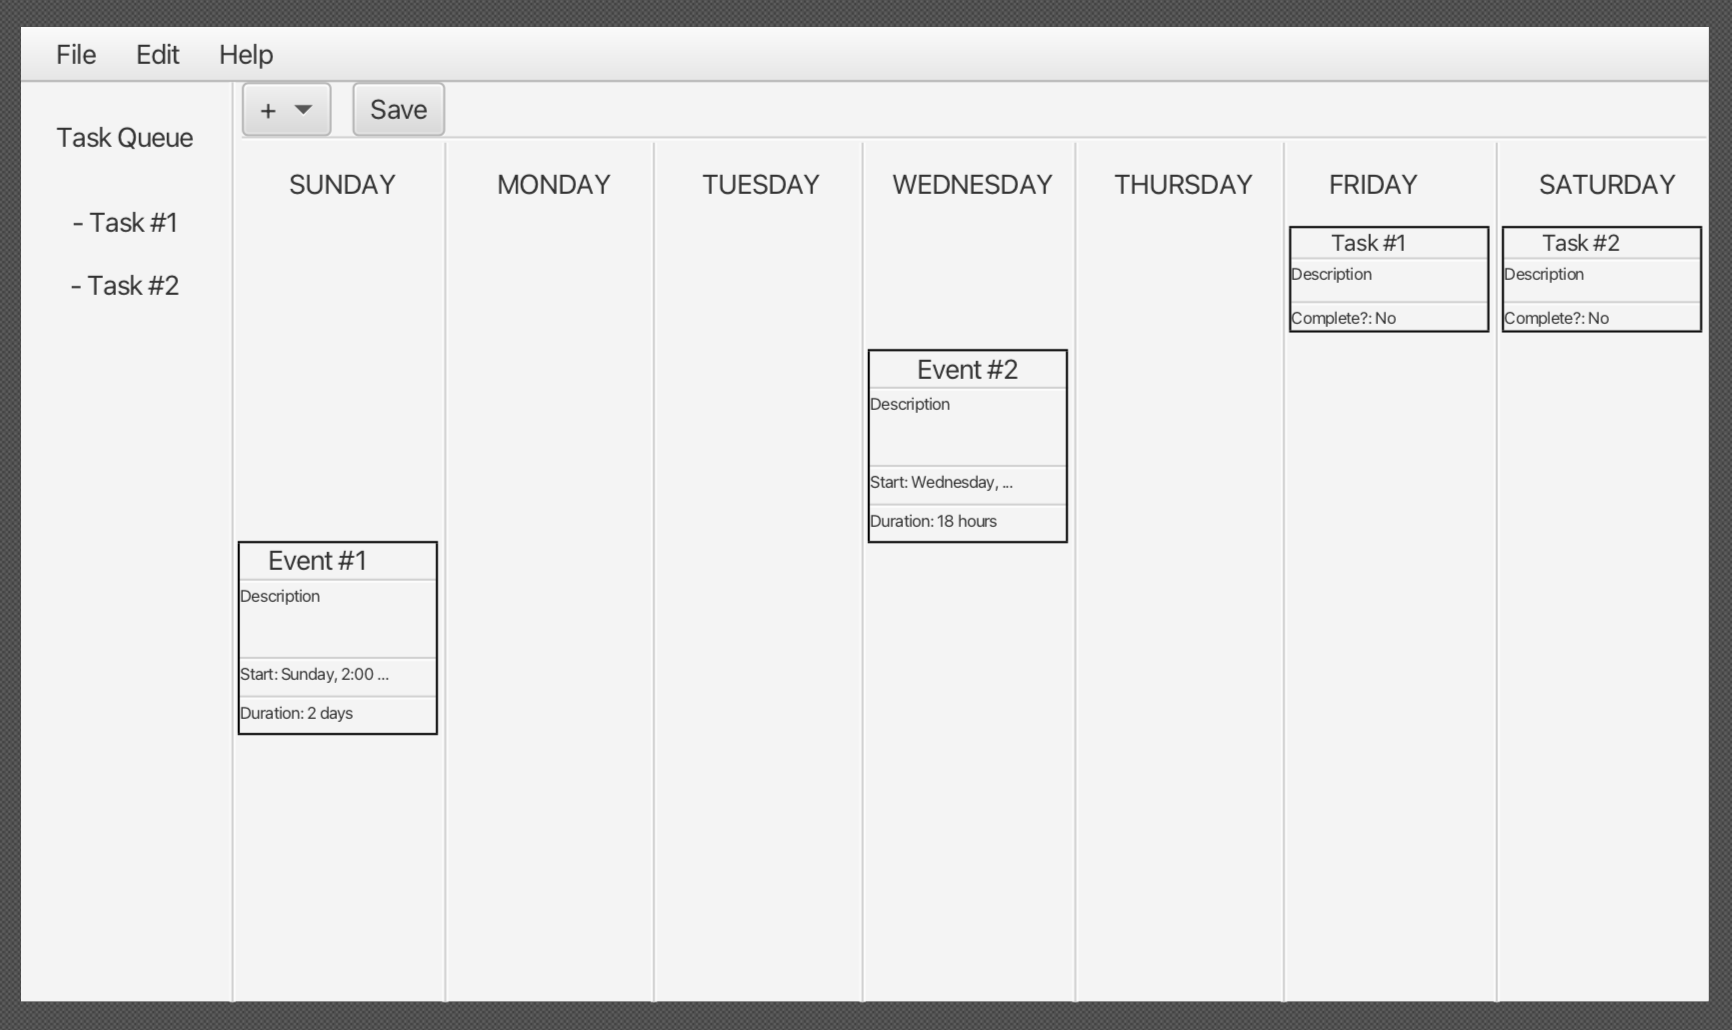 File Edit Help
+ Save
Task Queue
- Task #1
- Task #2
SUNDAY MONDAY TUESDAY WEDNESDAY THURSDAY FRIDAY SATURDAY
Event #1
Description
Start: Sunday, 2:00 ...
Duration: 2 days
Event #2
Description
Start: Wednesday, ...
Duration: 18 hours
Task #1
Description
Complete?: No
Task #2
Description
Complete?: No